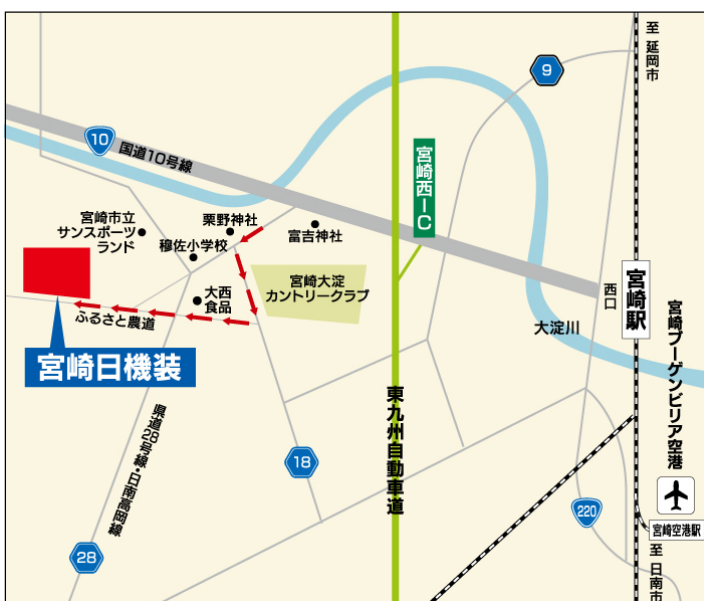 至
延岡市
9
10
国道10号線
宮崎西IC
宮崎市立
サンスポーツ
ランド
栗野神社
穆佐小学校
富吉神社
宮崎大淀
カントリークラブ
大西
食品
ふるさと農道
宮崎日機装
西口
宮崎駅
大淀川
宮崎ブーゲンビリア空港
東九州自動車道
県道28号線・日南高岡線
18
28
220
宮崎空港駅
至
日南市